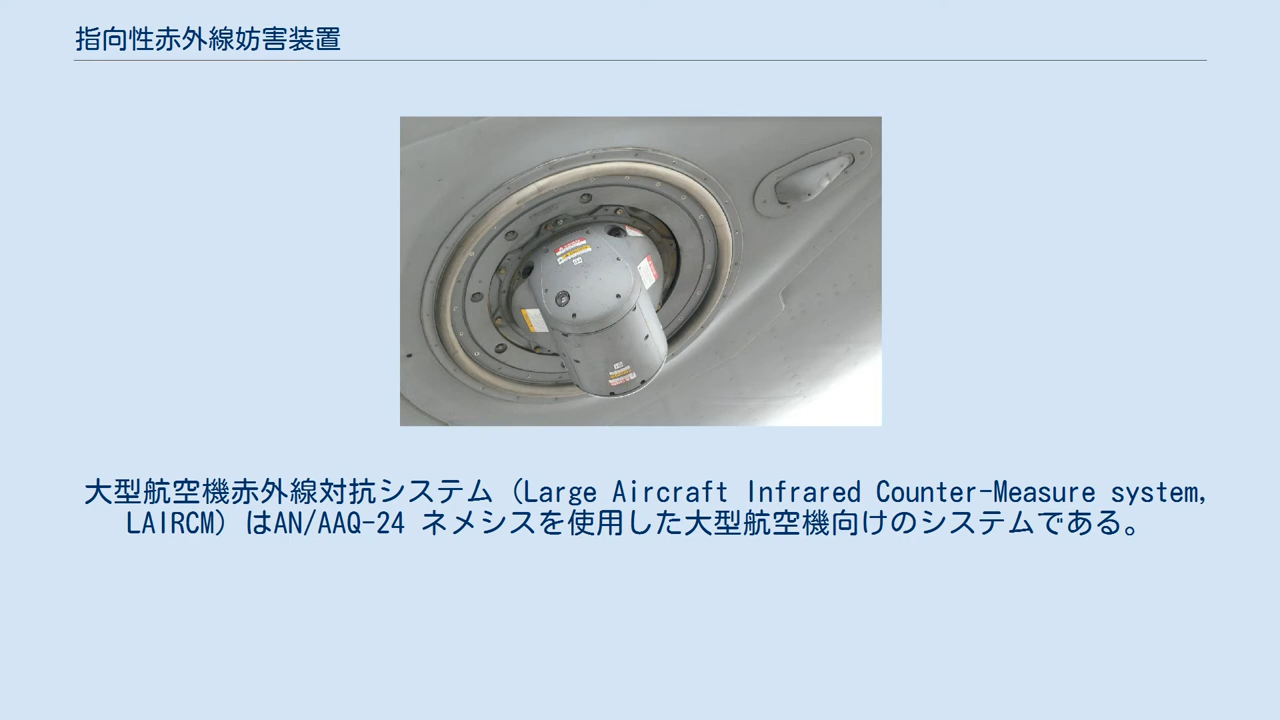 指向性赤外線妨害装置
大型航空機赤外線対抗システム（Large Aircraft Infrared Counter-Measure system,
LAIRCM）はAN/AAQ-24 ネメシスを使用した大型航空機向けのシステムである。